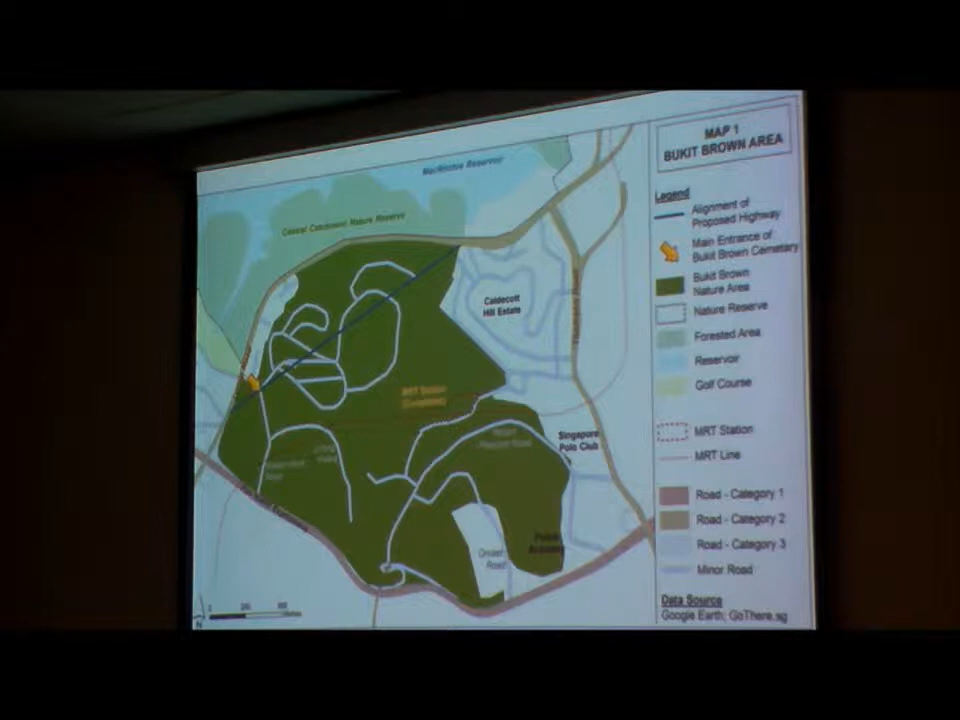 MAP 1
BUKIT BROWN AREA
MacRitchie Reservoir
Central Catchment Nature Reserve
Caldecott
Hill Estate
MRT Station
Singapore
Polo Club
Police
Academy
Road
Legend
Alignment of
Proposed Highway
Main Entrance of
Bukit Brown Cemetery
Bukit Brown
Nature Area
Nature Reserve
Forested Area
Reservoir
Golf Course
MRT Station
MRT Line
Road - Category 1
Road - Category 2
Road - Category 3
Minor Road
Data Source
Google Earth; GoThere.sg
N